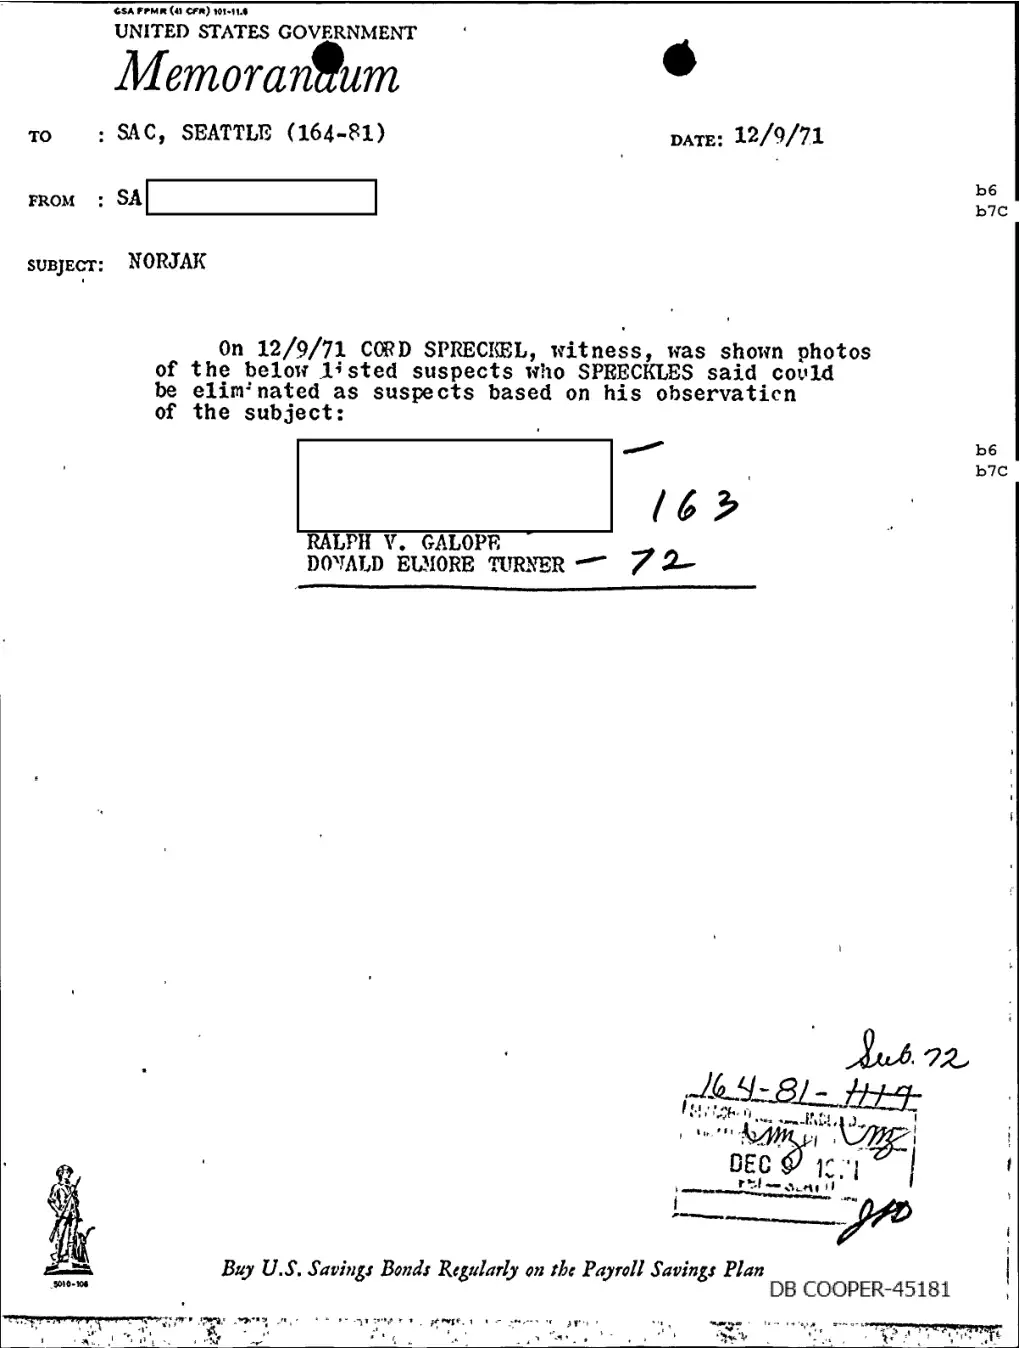 GSA FPMR (41 CFR) 101-11.6
UNITED STATES GOVERNMENT
Memorandum
TO : SAC, SEATTLE (164-81)
DATE: 12/9/71
FROM : SA
b6
b7C
SUBJECT: NORJAK
On 12/9/71 CORD SPRECKEL, witness, was shown photos
of the below listed suspects who SPRECKLES said could
be eliminated as suspects based on his observation
of the subject:
b6
b7C
163
RALPH V. GALOPE
DONALD ELMORE TURNER — 72
Sub. 72
164-81-
DEC 9 1971
Buy U.S. Savings Bonds Regularly on the Payroll Savings Plan
5010-108
DB COOPER-45181